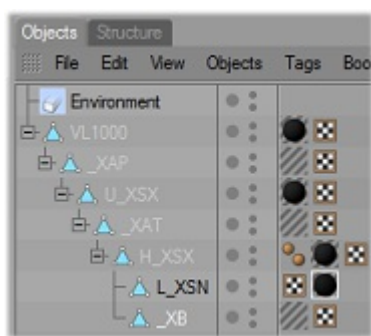 Objects Structure
File Edit View Objects Tags Boo
Environment
VL1000
_XAP
U_XSX
_XAT
H_XSX
L_XSN
_XB